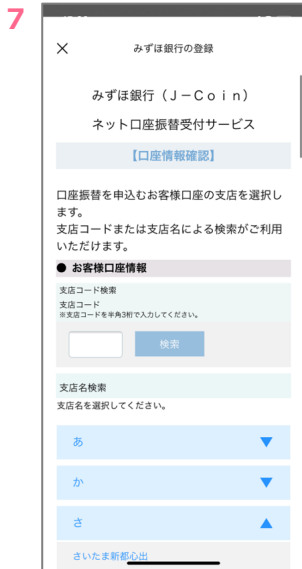 7
みずほ銀行の登録
みずほ銀行（J－Coin）
ネット口座振替受付サービス
【口座情報確認】
口座振替を申込むお客様口座の支店を選択し
ます。
支店コードまたは支店名による検索がご利用
いただけます。
● お客様口座情報
支店コード検索
支店コード
※支店コードを半角3桁で入力してください。
検索
支店名検索
支店名を選択してください。
あ ▼
か ▼
さ ▲
さいたま新都心出